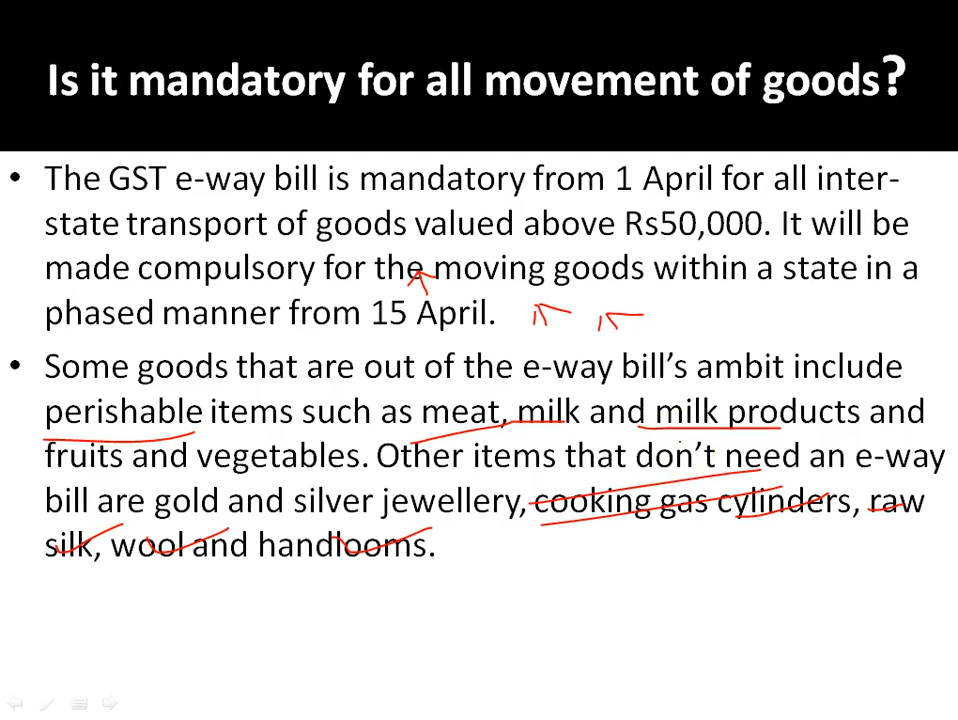 Is it mandatory for all movement of goods?
• The GST e-way bill is mandatory from 1 April for all inter-
state transport of goods valued above Rs50,000. It will be
made compulsory for the moving goods within a state in a
phased manner from 15 April.
• Some goods that are out of the e-way bill’s ambit include
perishable items such as meat, milk and milk products and
fruits and vegetables. Other items that don’t need an e-way
bill are gold and silver jewellery, cooking gas cylinders, raw
silk, wool and handlooms.